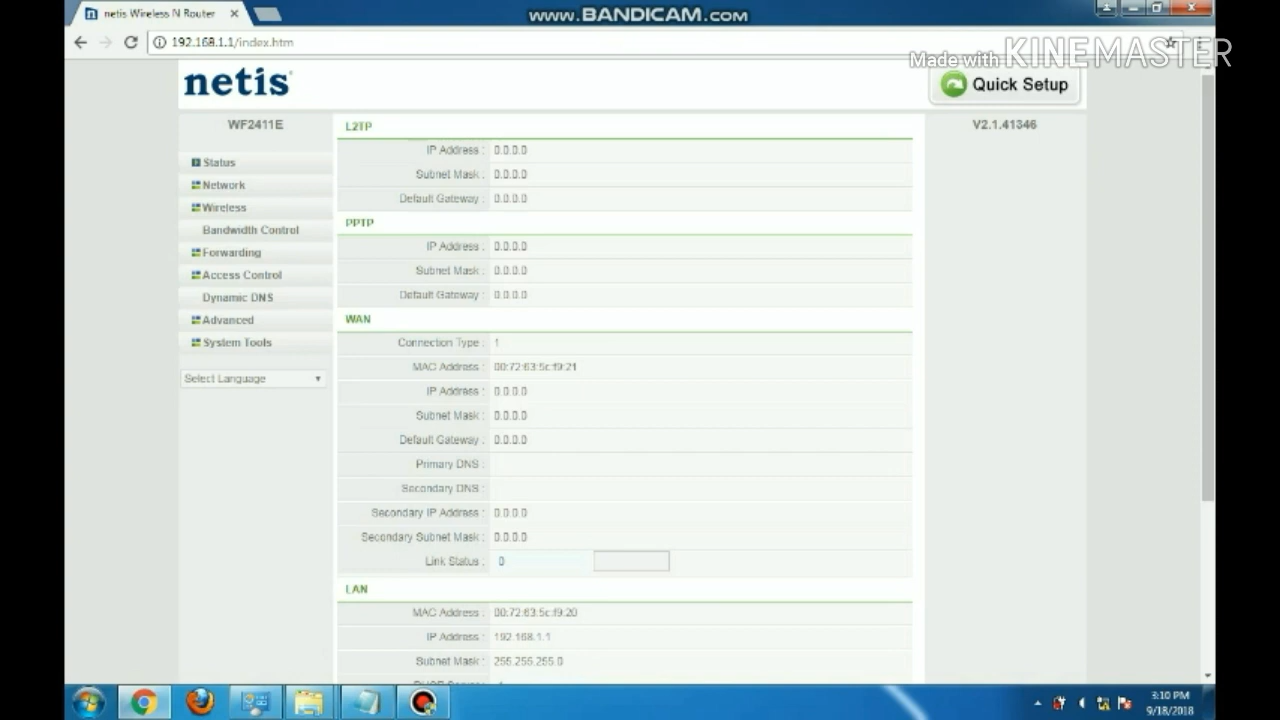 netis Wireless N Router
www.BANDICAM.com
192.168.1.1/index.htm
Made with KINEMASTER
netis
Quick Setup
WF2411E
V2.1.41346
Status
Network
Wireless
Bandwidth Control
Forwarding
Access Control
Dynamic DNS
Advanced
System Tools
Select Language
L2TP
IP Address : 0.0.0.0
Subnet Mask : 0.0.0.0
Default Gateway : 0.0.0.0
PPTP
IP Address : 0.0.0.0
Subnet Mask : 0.0.0.0
Default Gateway : 0.0.0.0
WAN
Connection Type : 1
MAC Address : 00:72:63:5c:f9:21
IP Address : 0.0.0.0
Subnet Mask : 0.0.0.0
Default Gateway : 0.0.0.0
Primary DNS :
Secondary DNS :
Secondary IP Address : 0.0.0.0
Secondary Subnet Mask : 0.0.0.0
Link Status : 0
LAN
MAC Address : 00:72:63:5c:f9:20
IP Address : 192.168.1.1
Subnet Mask : 255.255.255.0
3:10 PM
9/18/2018